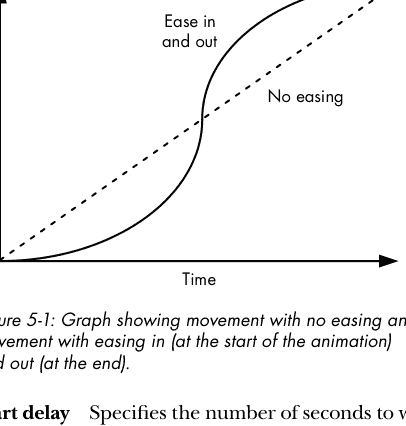 Ease in
and out
No easing
Time
ure 5-1: Graph showing movement with no easing an
vement with easing in (at the start of the animation)
d out (at the end).
art delay Specifies the number of seconds to w